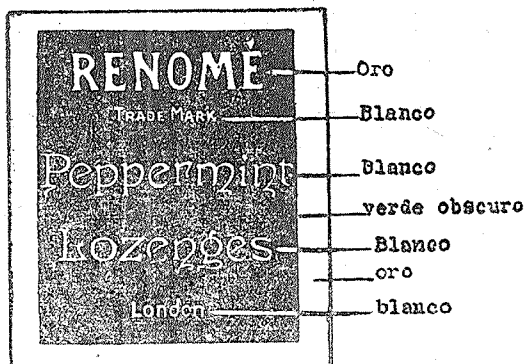 RENOMÉ
Oro
TRADE MARK
Blanco
Peppermint
Blanco
verde obscuro
Lozenges
Blanco
oro
London
blanco